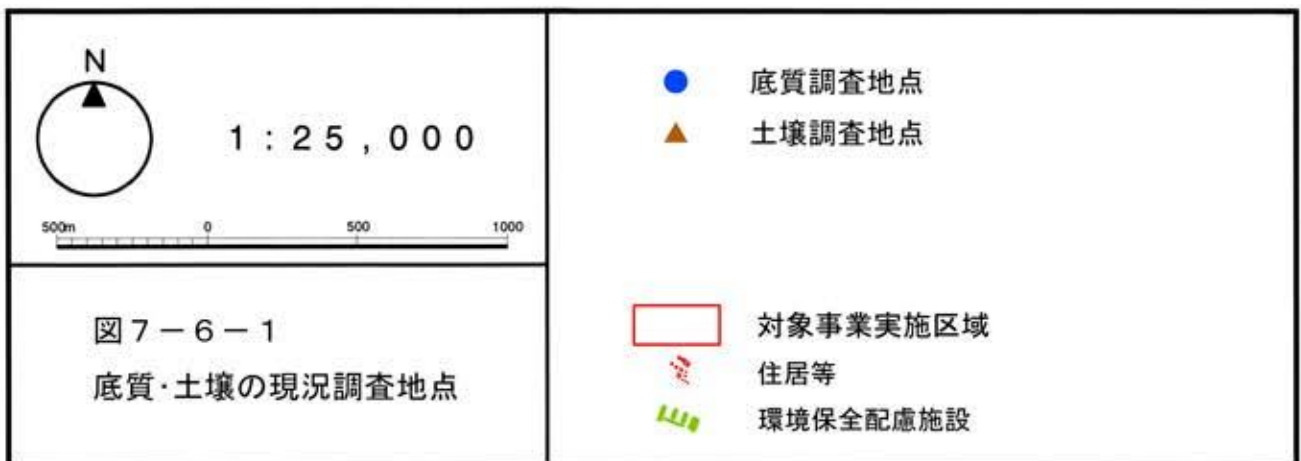 N
1:25,000
500m 0 500 1000
図7-6-1
底質・土壌の現況調査地点
底質調査地点
土壌調査地点
対象事業実施区域
住居等
環境保全配慮施設